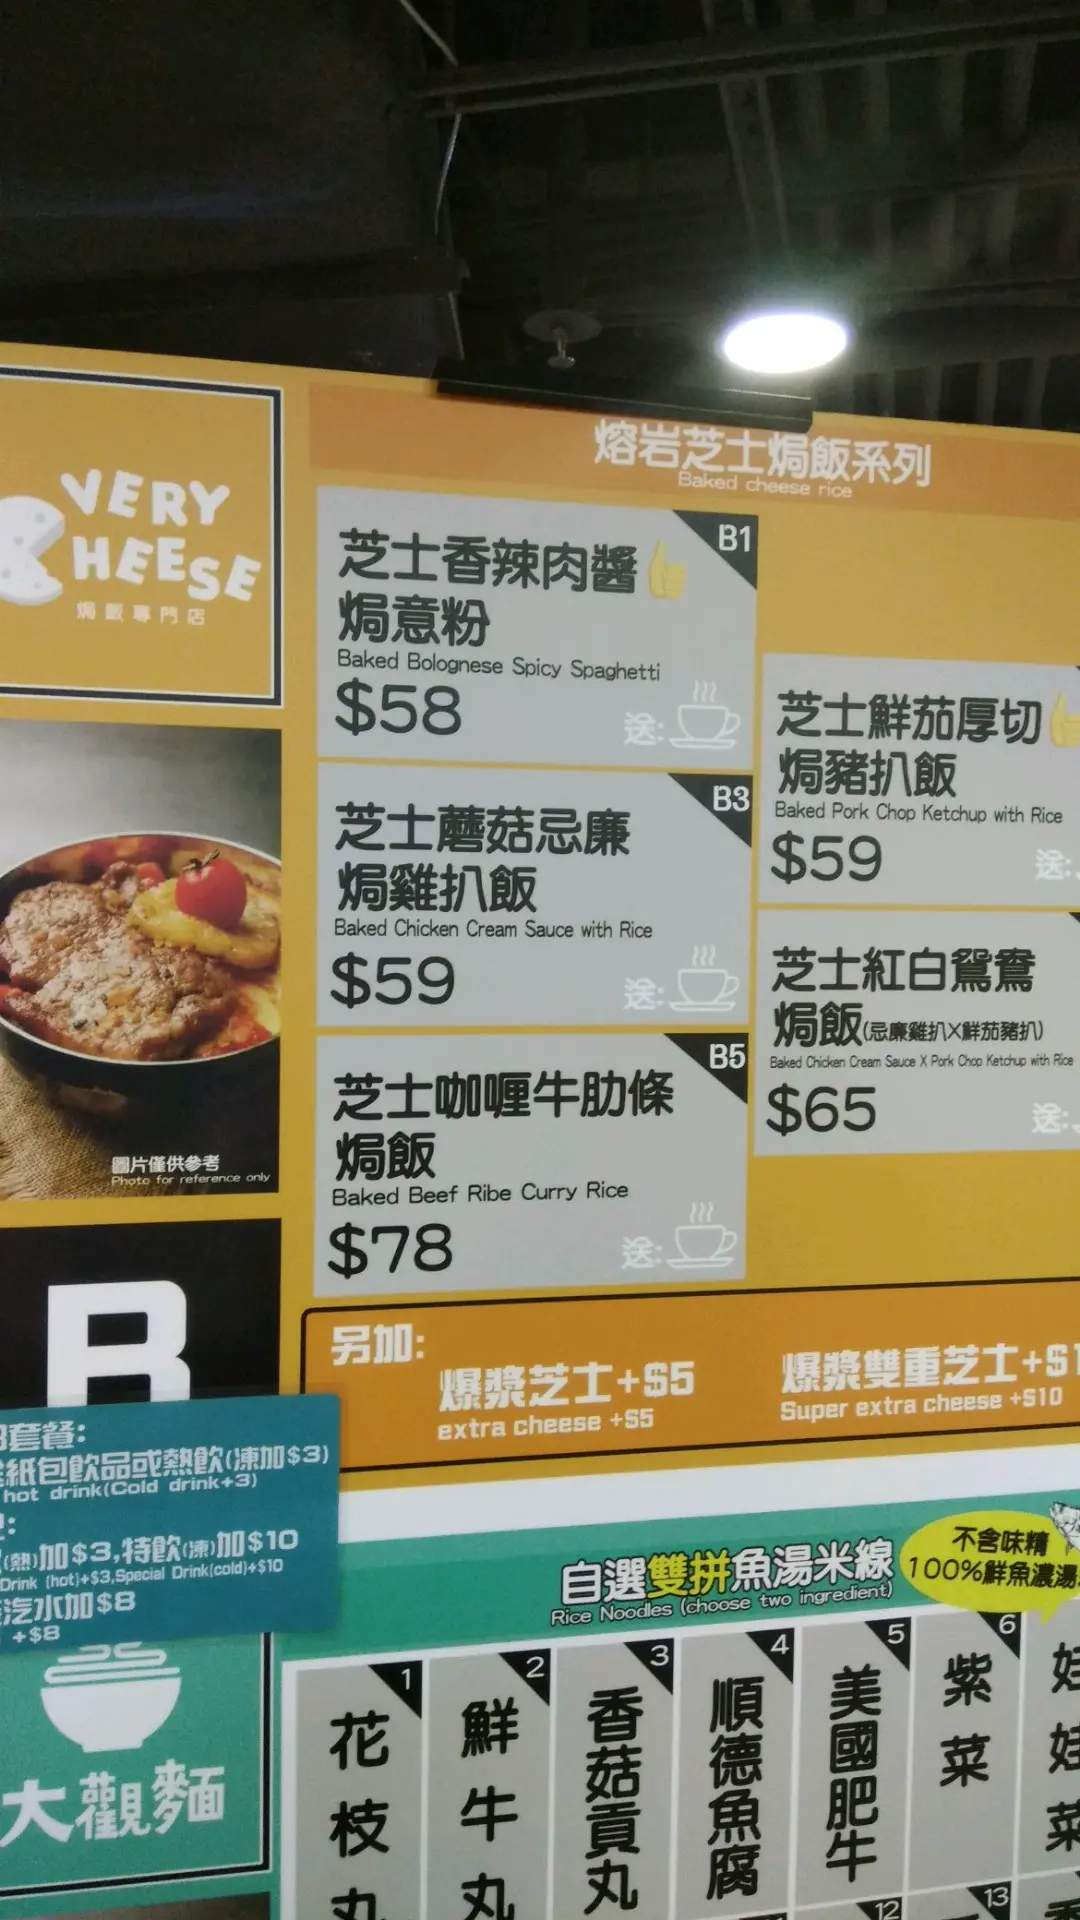 VERY
CHEESE
焗飯專門店
熔岩芝士焗飯系列
Baked cheese rice
B1
芝士香辣肉醬
焗意粉
Baked Bolognese Spicy Spaghetti
$58
送:
芝士鮮茄厚切
焗豬扒飯
Baked Pork Chop Ketchup with Rice
$59
送:
B3
芝士蘑菇忌廉
焗雞扒飯
Baked Chicken Cream Sauce with Rice
$59
送:
芝士紅白鴛鴦
焗飯(忌廉雞扒X鮮茄豬扒)
Baked Chicken Cream Sauce X Pork Chop Ketchup with Rice
$65
送:
B5
芝士咖喱牛肋條
焗飯
Baked Beef Ribe Curry Rice
$78
送:
圖片僅供參考
Photo for reference only
B
另加:
爆漿芝士+$5
extra cheese +$5
爆漿雙重芝士+$1
Super extra cheese +$10
套餐:
紙包飲品或熱飲(凍加$3)
hot drink(Cold drink+3)
(熱)加$3,特飲(凍)加$10
Drink (hot)+$3,Special Drink(cold)+$10
汽水加$8
+$8
大觀麵
自選雙拼魚湯米線
Rice Noodles (choose two ingredient)
不含味精
100%鮮魚濃湯
1
花枝丸
2
鮮牛丸
3
香菇貢丸
4
順德魚腐
5
美國肥牛
6
紫菜
娃娃菜
12
13